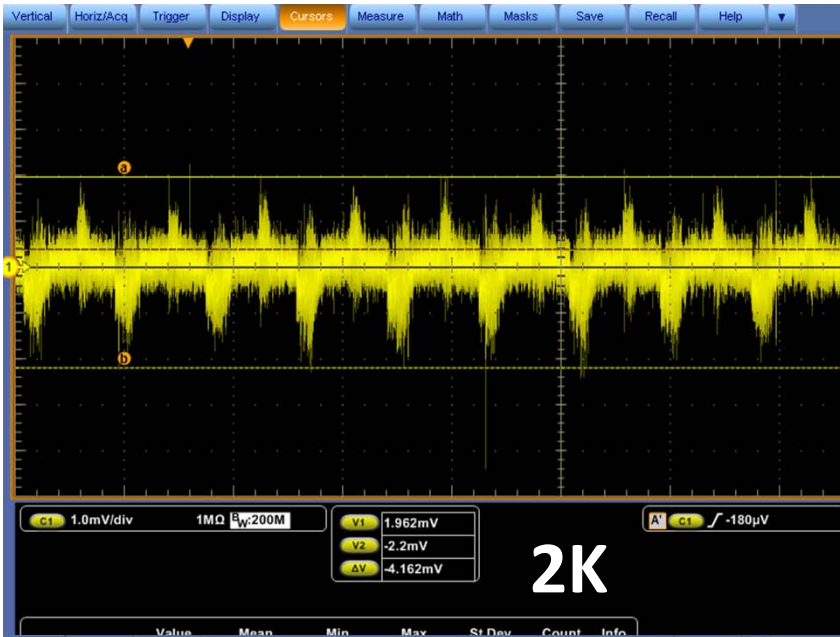 Vertical Horiz/Acq Trigger Display Cursors Measure Math Masks Save Recall Help
a
1
b
C1 1.0mV/div 1MΩ BW:200M
V1 1.962mV
V2 -2.2mV
ΔV -4.162mV
A' C1 -180μV
2K
Value Mean Min Max St Dev Count Info